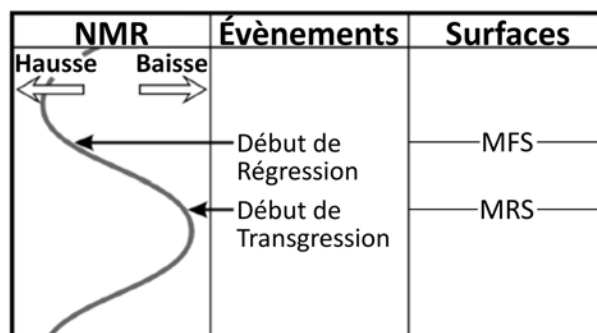 NMR Évènements Surfaces
Hausse Baisse
Début de
Régression
MFS
Début de
Transgression
MRS